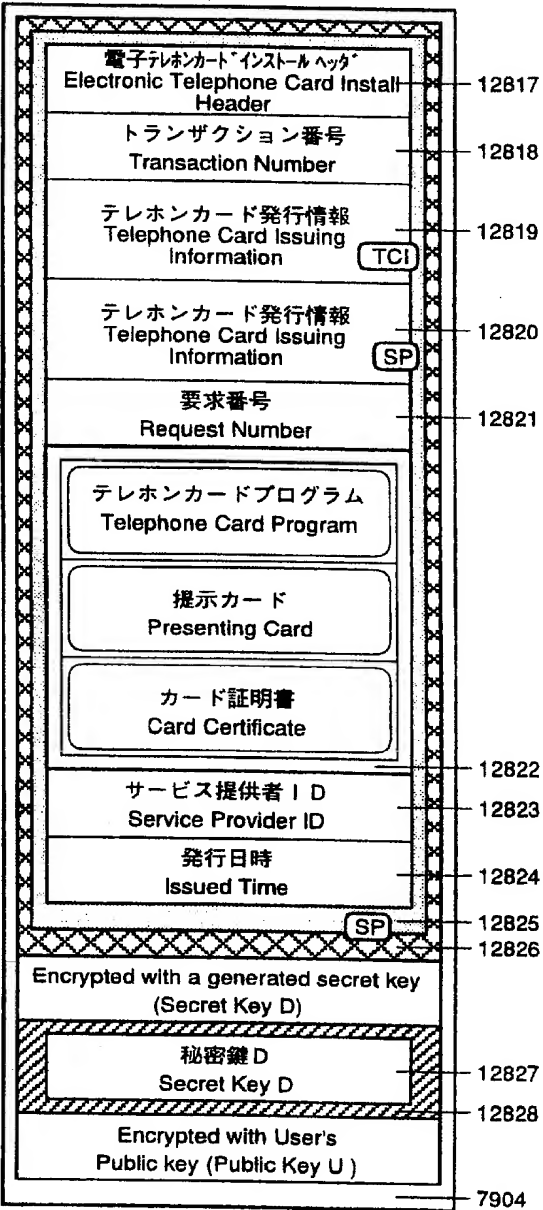 電子テレホンカードインストールヘッダ
Electronic Telephone Card Install
Header
12817
トランザクション番号
Transaction Number
12818
テレホンカード発行情報
Telephone Card Issuing
Information
TCI
12819
テレホンカード発行情報
Telephone Card Issuing
Information
SP
12820
要求番号
Request Number
12821
テレホンカードプログラム
Telephone Card Program
提示カード
Presenting Card
カード証明書
Card Certificate
12822
サービス提供者ID
Service Provider ID
12823
発行日時
Issued Time
12824
SP
12825
12826
Encrypted with a generated secret key
(Secret Key D)
秘密鍵D
Secret Key D
12827
12828
Encrypted with User's
Public key (Public Key U )
7904